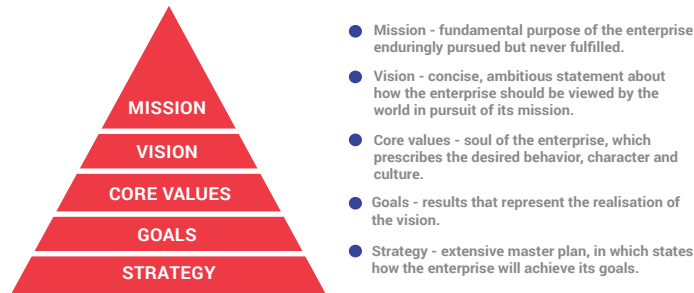 MISSION
VISION
CORE VALUES
GOALS
STRATEGY
Mission - fundamental purpose of the enterprise
enduringly pursued but never fulfilled.
Vision - concise, ambitious statement about
how the enterprise should be viewed by the
world in pursuit of its mission.
Core values - soul of the enterprise, which
prescribes the desired behavior, character and
culture.
Goals - results that represent the realisation of
the vision.
Strategy - extensive master plan, in which states
how the enterprise will achieve its goals.